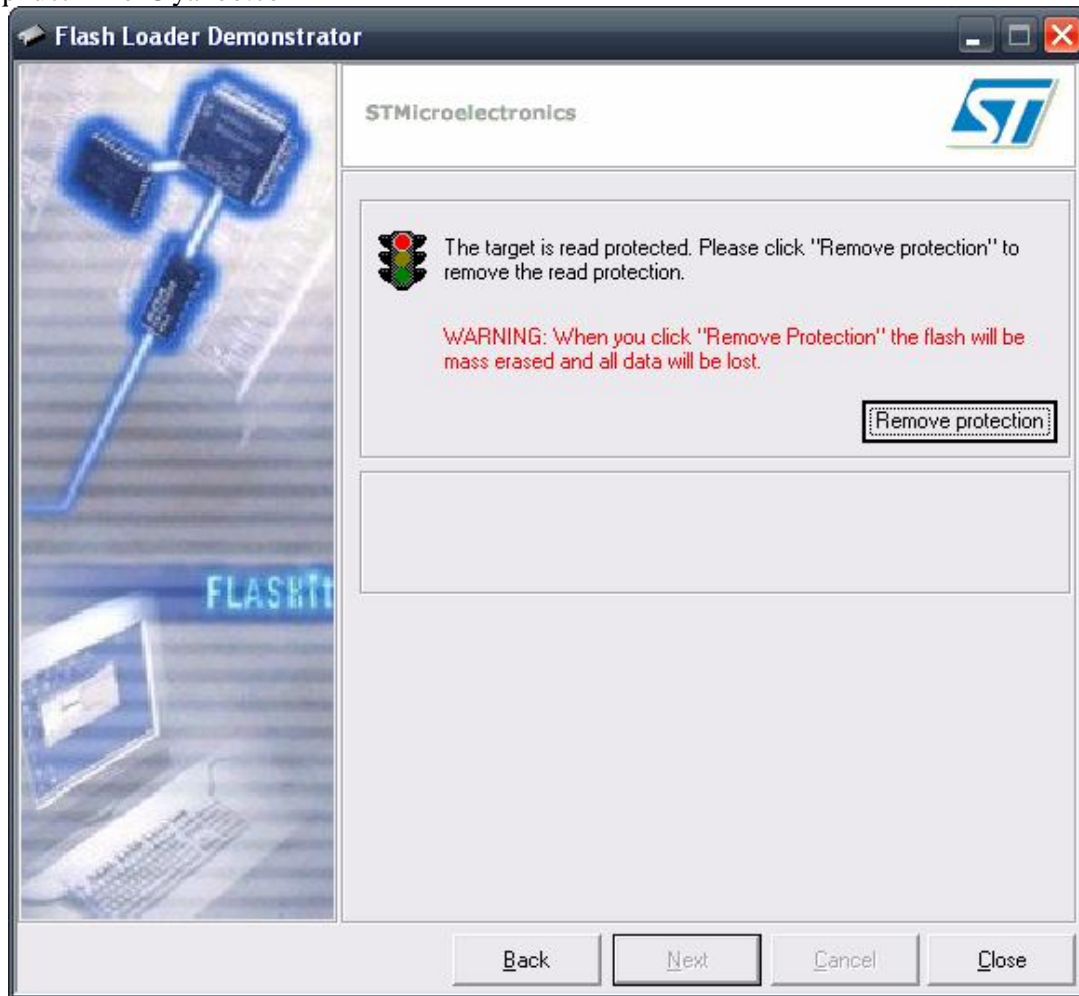 Flash Loader Demonstrator
STMicroelectronics
ST
The target is read protected. Please click "Remove protection" to
remove the read protection.
WARNING: When you click "Remove Protection" the flash will be
mass erased and all data will be lost.
Remove protection
FLASHit
Back
Next
Cancel
Close